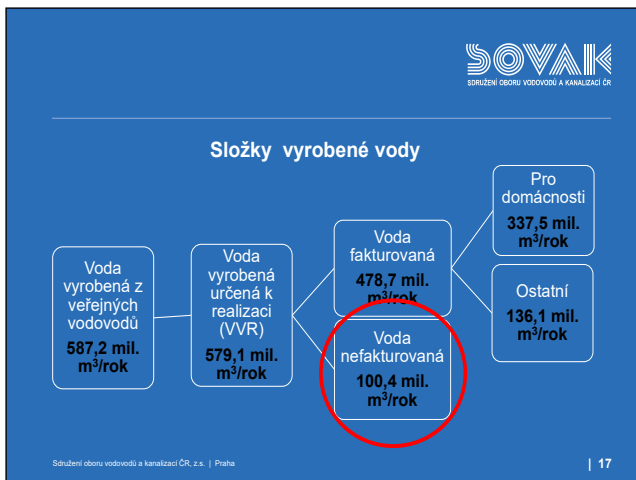 SOVAK
SDRUŽENÍ OBORU VODOVODŮ A KANALIZACÍ ČR
Složky vyrobené vody
Voda
vyrobená z
veřejných
vodovodů
587,2 mil.
m³/rok
Voda
vyrobená
určená k
realizaci
(VVR)
579,1 mil.
m³/rok
Voda
fakturovaná
478,7 mil.
m³/rok
Voda
nefakturovaná
100,4 mil.
m³/rok
Pro
domácnosti
337,5 mil.
m³/rok
Ostatní
136,1 mil.
m³/rok
Sdružení oboru vodovodů a kanalizací ČR, z.s. | Praha
| 17